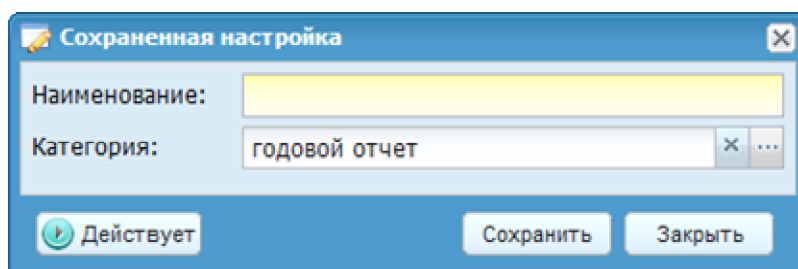 Сохраненная настройка
Наименование:
Категория: годовой отчет
Действует Сохранить Закрыть